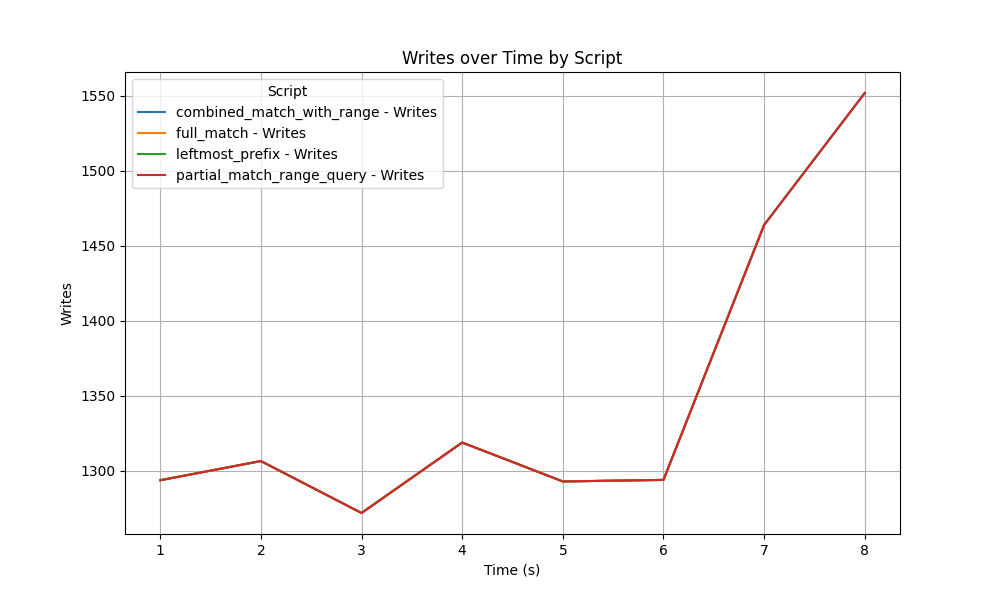 Writes over Time by Script
Script
combined_match_with_range - Writes
full_match - Writes
leftmost_prefix - Writes
partial_match_range_query - Writes
1550
1500
1450
1400
1350
1300
Writes
1 2 3 4 5 6 7 8
Time (s)